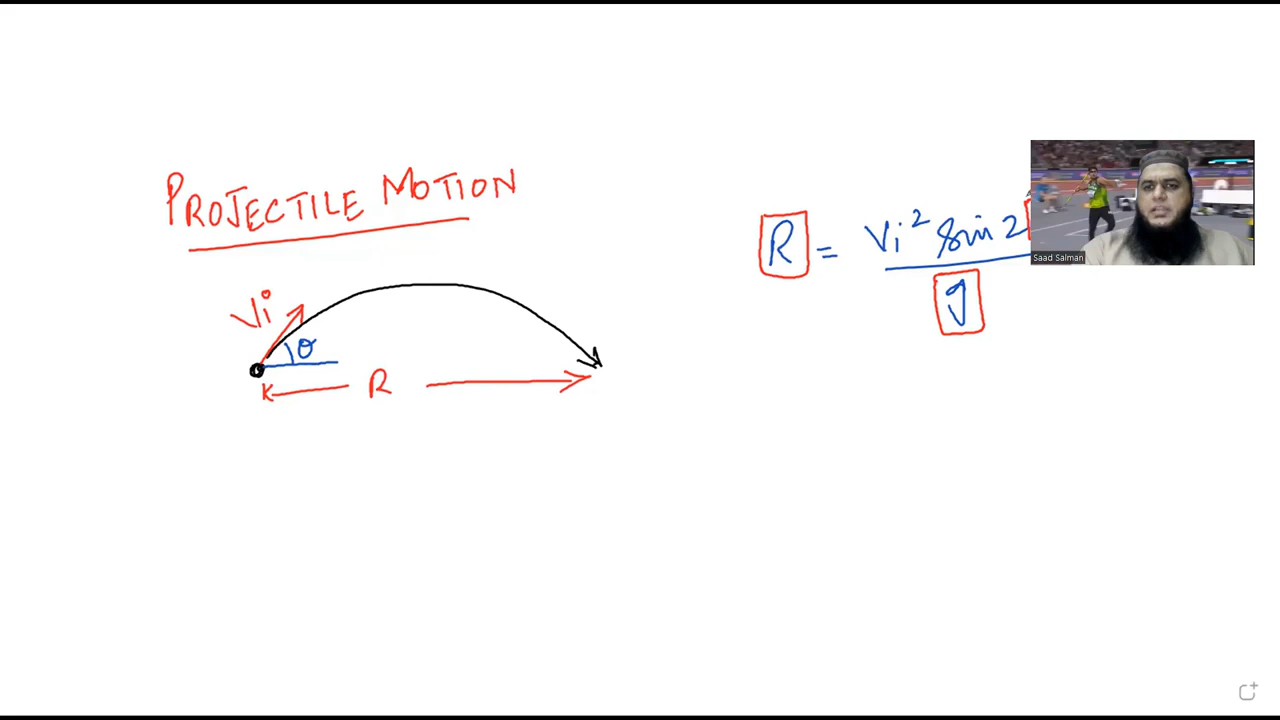 PROJECTILE MOTION
R = Vi² Sin 2
g
Vi
θ
R
Saad Salman